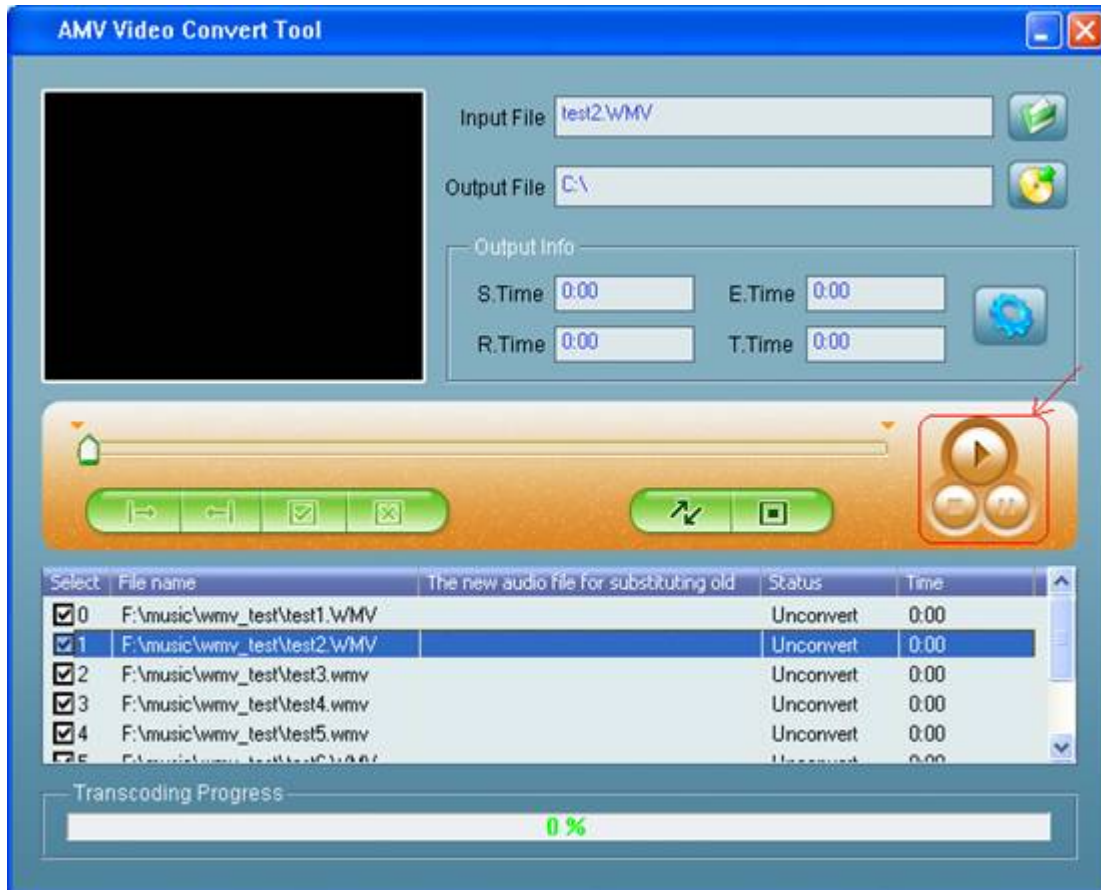 AMV Video Convert Tool
Input File test2.WMV
Output File C:\
Output Info
S.Time 0:00 E.Time 0:00
R.Time 0:00 T.Time 0:00
Select File name The new audio file for substituting old Status Time
0 F:\music\wmv_test\test1.WMV Unconvert 0:00
1 F:\music\wmv_test\test2.WMV Unconvert 0:00
2 F:\music\wmv_test\test3.wmv Unconvert 0:00
3 F:\music\wmv_test\test4.wmv Unconvert 0:00
4 F:\music\wmv_test\test5.wmv Unconvert 0:00
Transcoding Progress
0 %